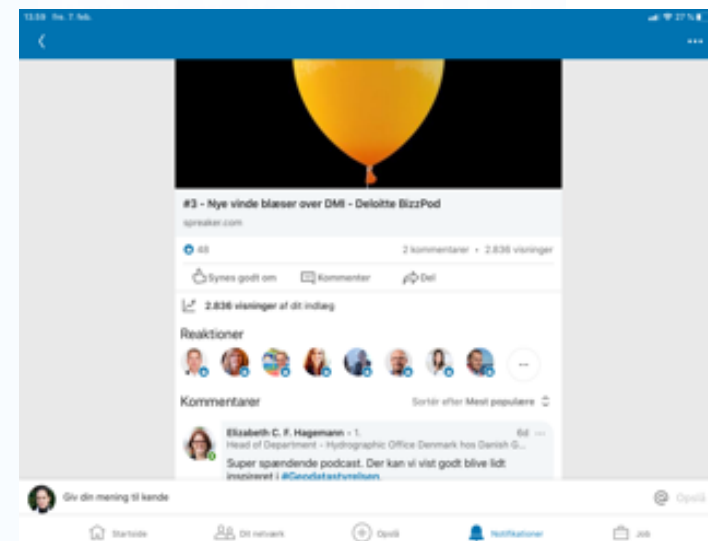 13.59 fre. 7. feb.
27 %
#3 - Nye vinde blæser over DMI - Deloitte BizzPod
spreaker.com
48
2 kommentarer • 2.836 visninger
Synes godt om Kommenter Del
2.836 visninger af dit indlæg
Reaktioner
Kommentarer
Sortér efter Mest populære
Elizabeth C. F. Hagemann • 1.
6d
Head of Department - Hydrographic Office Denmark hos Danish G...
Super spændende podcast. Der kan vi vist godt blive lidt
inspireret i #Geodatastyrelsen.
Giv din mening til kende
@ Opslå
Startside Dit netværk Opslå Notifikationer Job